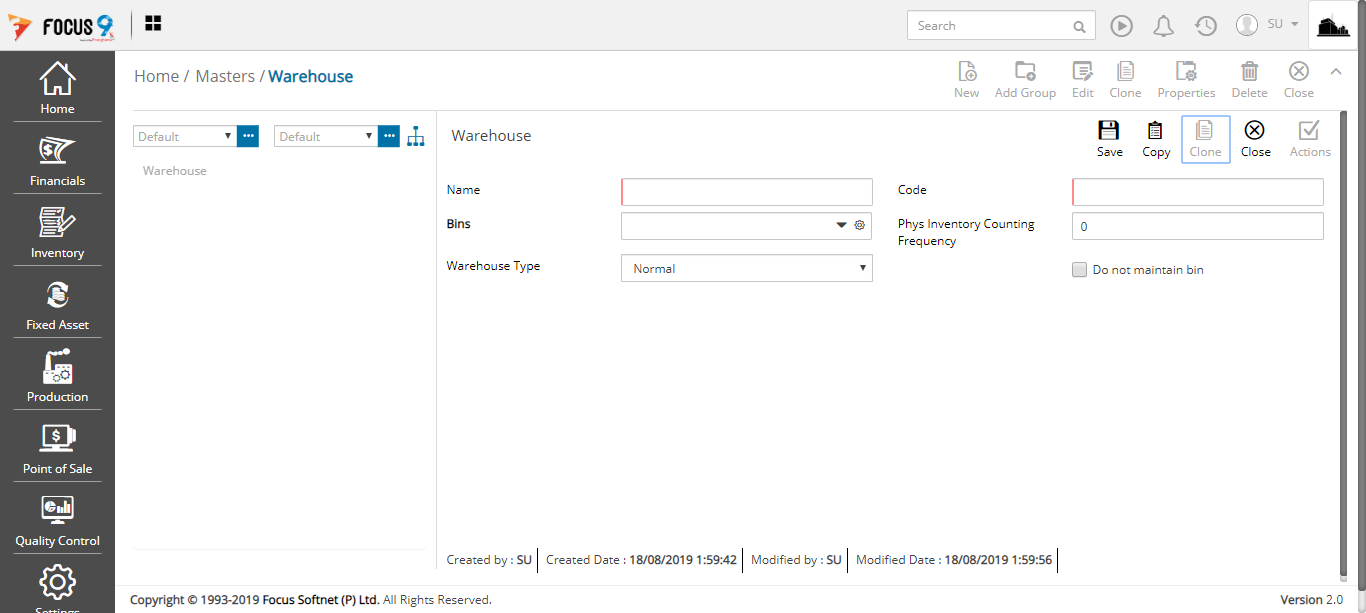 FOCUS 9
Search
SU
Home
Financials
Inventory
Fixed Asset
Production
Point of Sale
Quality Control
Settings
Home / Masters / Warehouse
New
Add Group
Edit
Clone
Properties
Delete
Close
Default
Default
Warehouse
Warehouse
Save
Copy
Clone
Close
Actions
Name
Code
Bins
Phys Inventory Counting
Frequency
0
Warehouse Type
Normal
Do not maintain bin
Created by : SU
Created Date : 18/08/2019 1:59:42
Modified by : SU
Modified Date : 18/08/2019 1:59:56
Copyright © 1993-2019 Focus Softnet (P) Ltd. All Rights Reserved.
Version 2.0